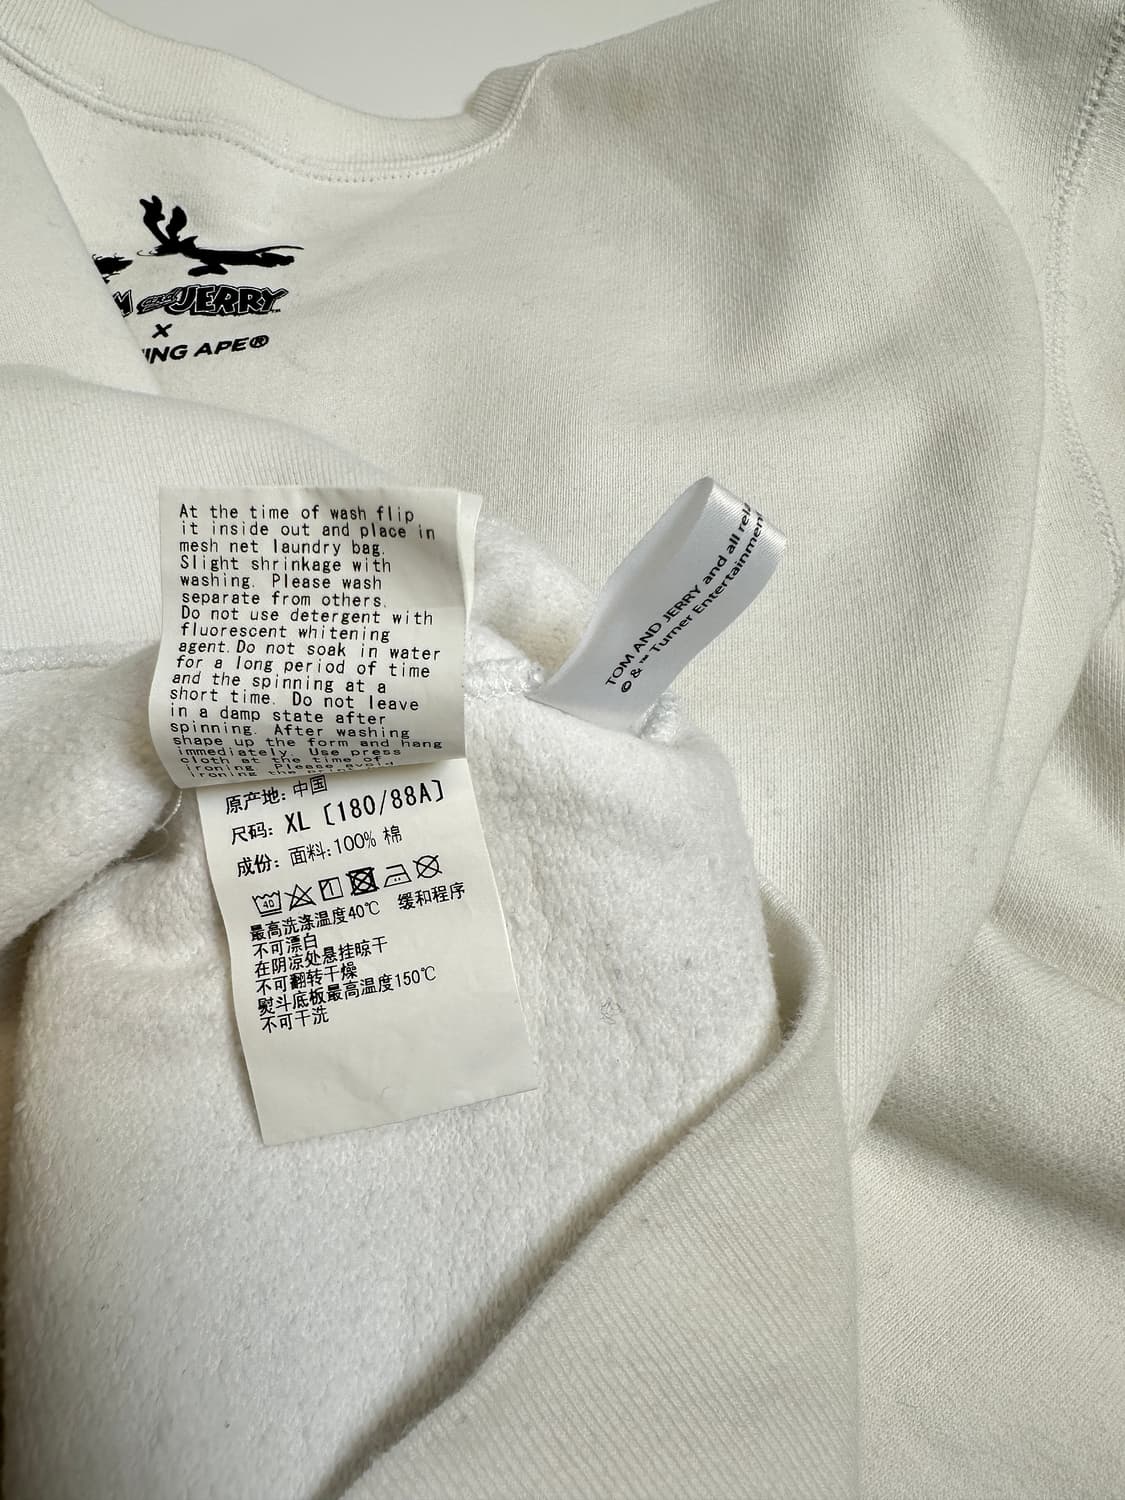 JERRY™
X
APE®
At the time of wash flip
it inside out and place in
mesh net laundry bag.
Slight shrinkage with
washing. Please wash
separate from others.
Do not use detergent with
fluorescent whitening
agent.Do not soak in water
for a long period of time
and the spinning at a
short time. Do not leave
in a damp state after
spinning. After washing
shape up the form and hang
immediately. Use press
cloth at the time of
ironing. Please avoid
ironing the print
TOM AND JERRY and all
© & ™ Turner Entertainment
原产地: 中国
尺码: XL [180/88A]
成份: 面料:100% 棉
40
最高洗涤温度40℃ 缓和程序
不可漂白
在阴凉处悬挂晾干
不可翻转干燥
熨斗底板最高温度150℃
不可干洗